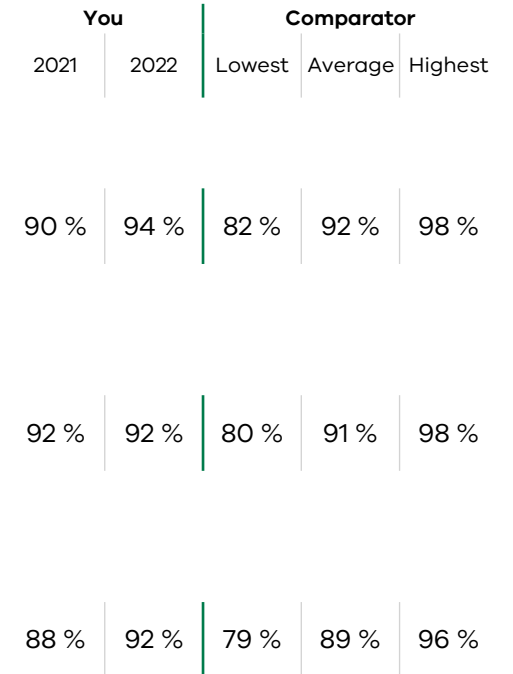 You Comparator
2021 2022 Lowest Average Highest
90 % 94 % 82 % 92 % 98 %
92 % 92 % 80 % 91 % 98 %
88 % 92 % 79 % 89 % 96 %